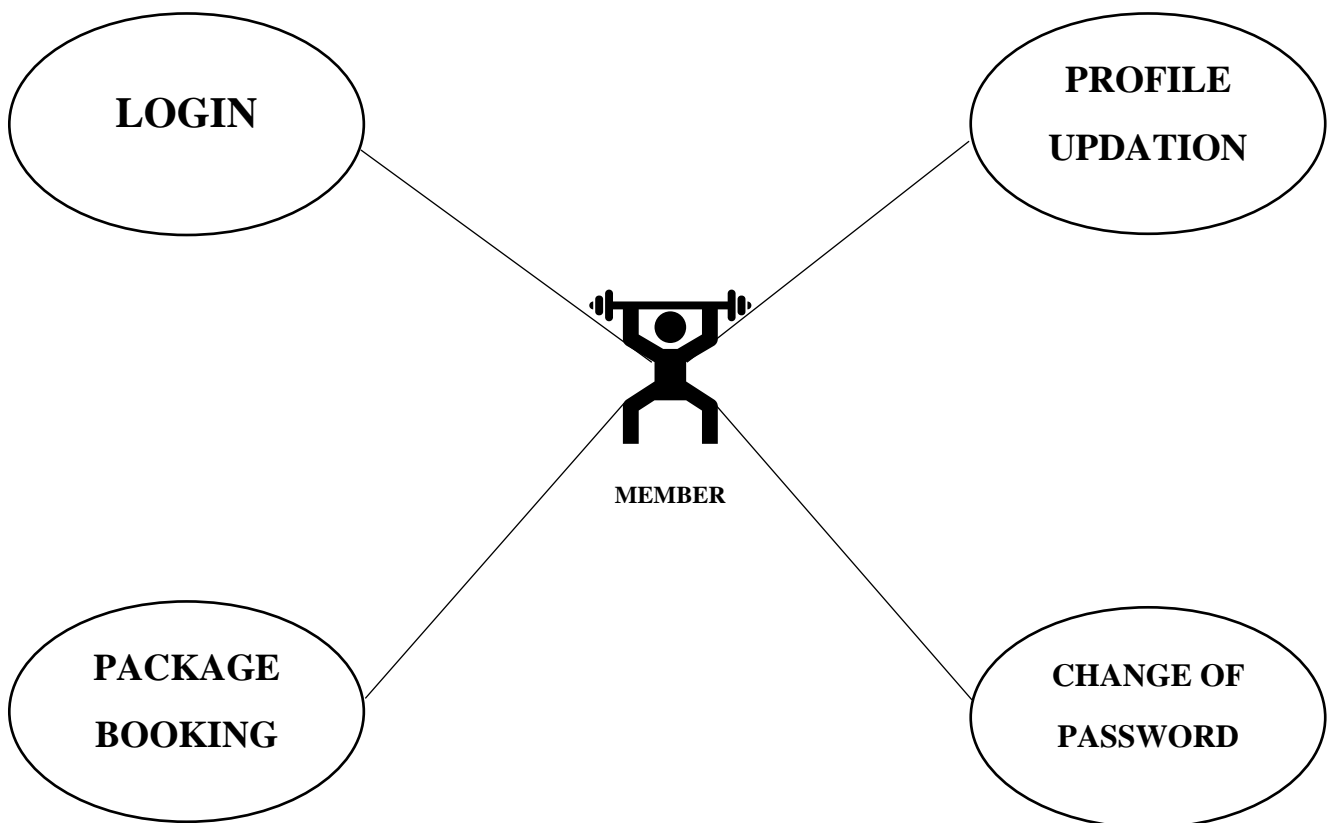 LOGIN
PROFILE
UPDATION
MEMBER
PACKAGE
BOOKING
CHANGE OF
PASSWORD